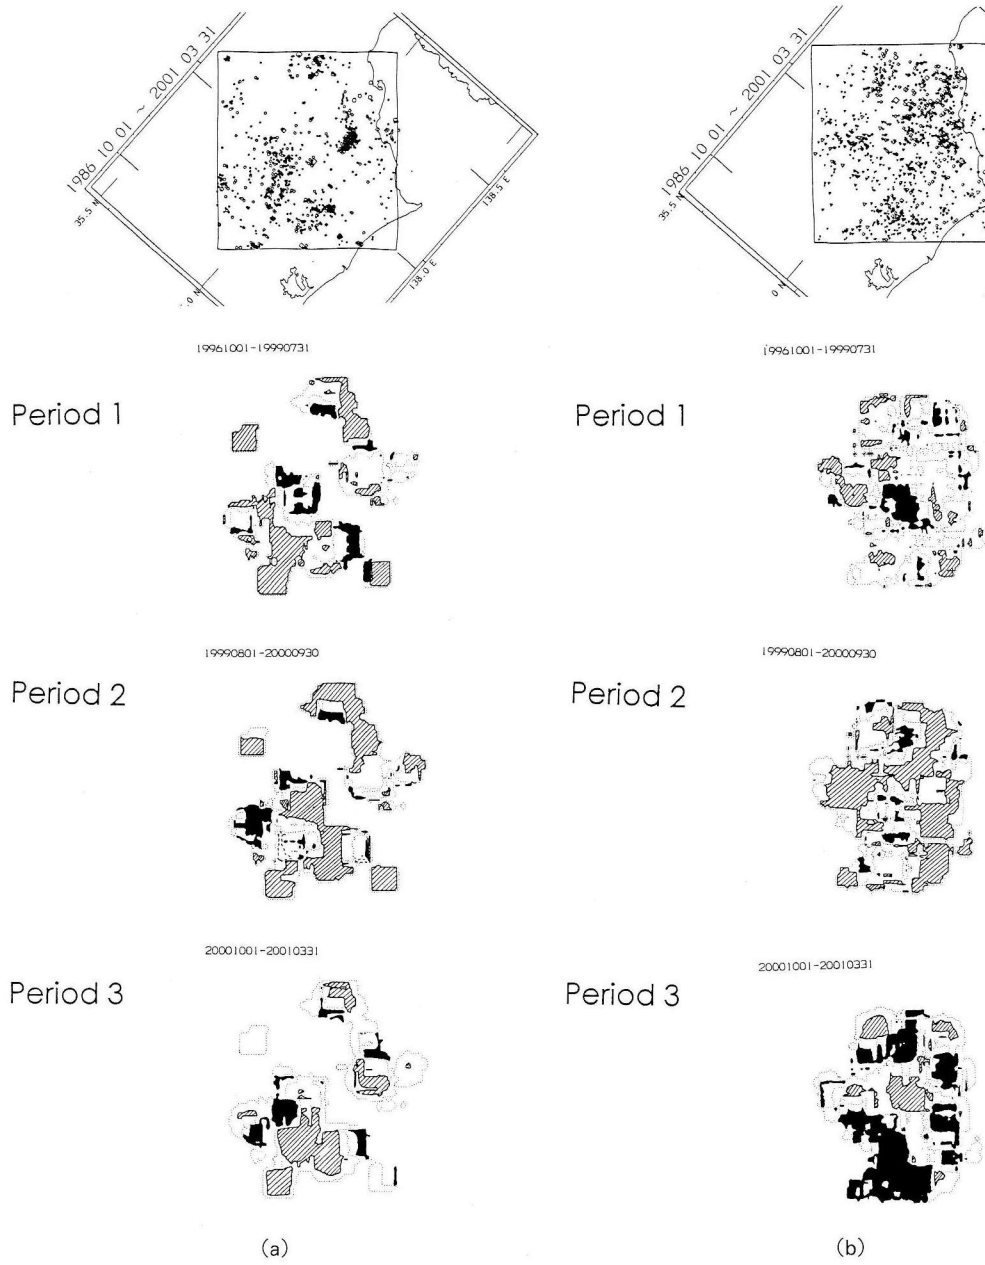 1986 10 01 ~ 2001 03 31
35.5 N
.0 N
138.0 E
138.5 E
1986 10 01 ~ 2001 03 31
35.5 N
0 N
19961001-19990731
Period 1
19961001-19990731
Period 1
19990801-20000930
Period 2
19990801-20000930
Period 2
20001001-20010331
Period 3
20001001-20010331
Period 3
(a)
(b)